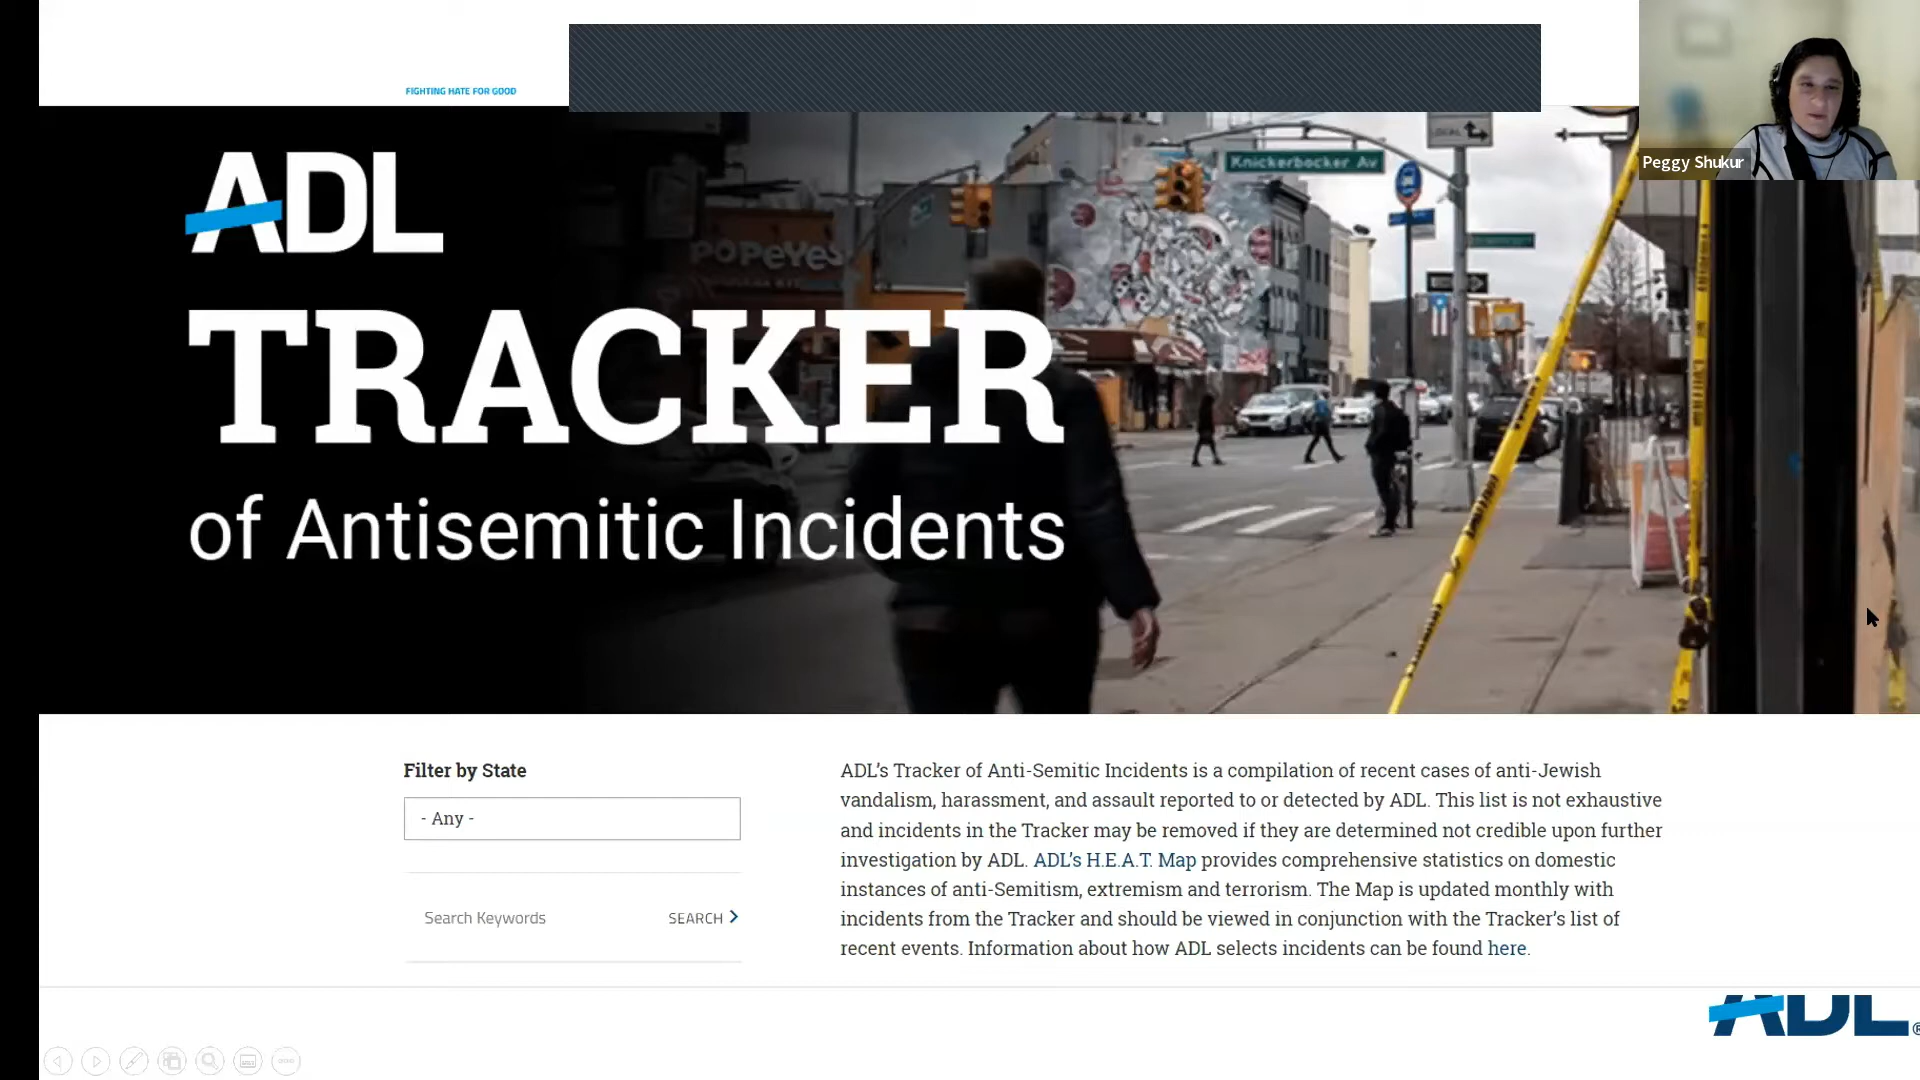 FIGHTING HATE FOR GOOD
Peggy Shukur
LOCAL
Knickerbocker Av
POPEYES
ADL
TRACKER
of Antisemitic Incidents
Filter by State
- Any -
Search Keywords
SEARCH
ADL's Tracker of Anti-Semitic Incidents is a compilation of recent cases of anti-Jewish
vandalism, harassment, and assault reported to or detected by ADL. This list is not exhaustive
and incidents in the Tracker may be removed if they are determined not credible upon further
investigation by ADL. ADL's H.E.A.T. Map provides comprehensive statistics on domestic
instances of anti-Semitism, extremism and terrorism. The Map is updated monthly with
incidents from the Tracker and should be viewed in conjunction with the Tracker's list of
recent events. Information about how ADL selects incidents can be found here.
ADL®